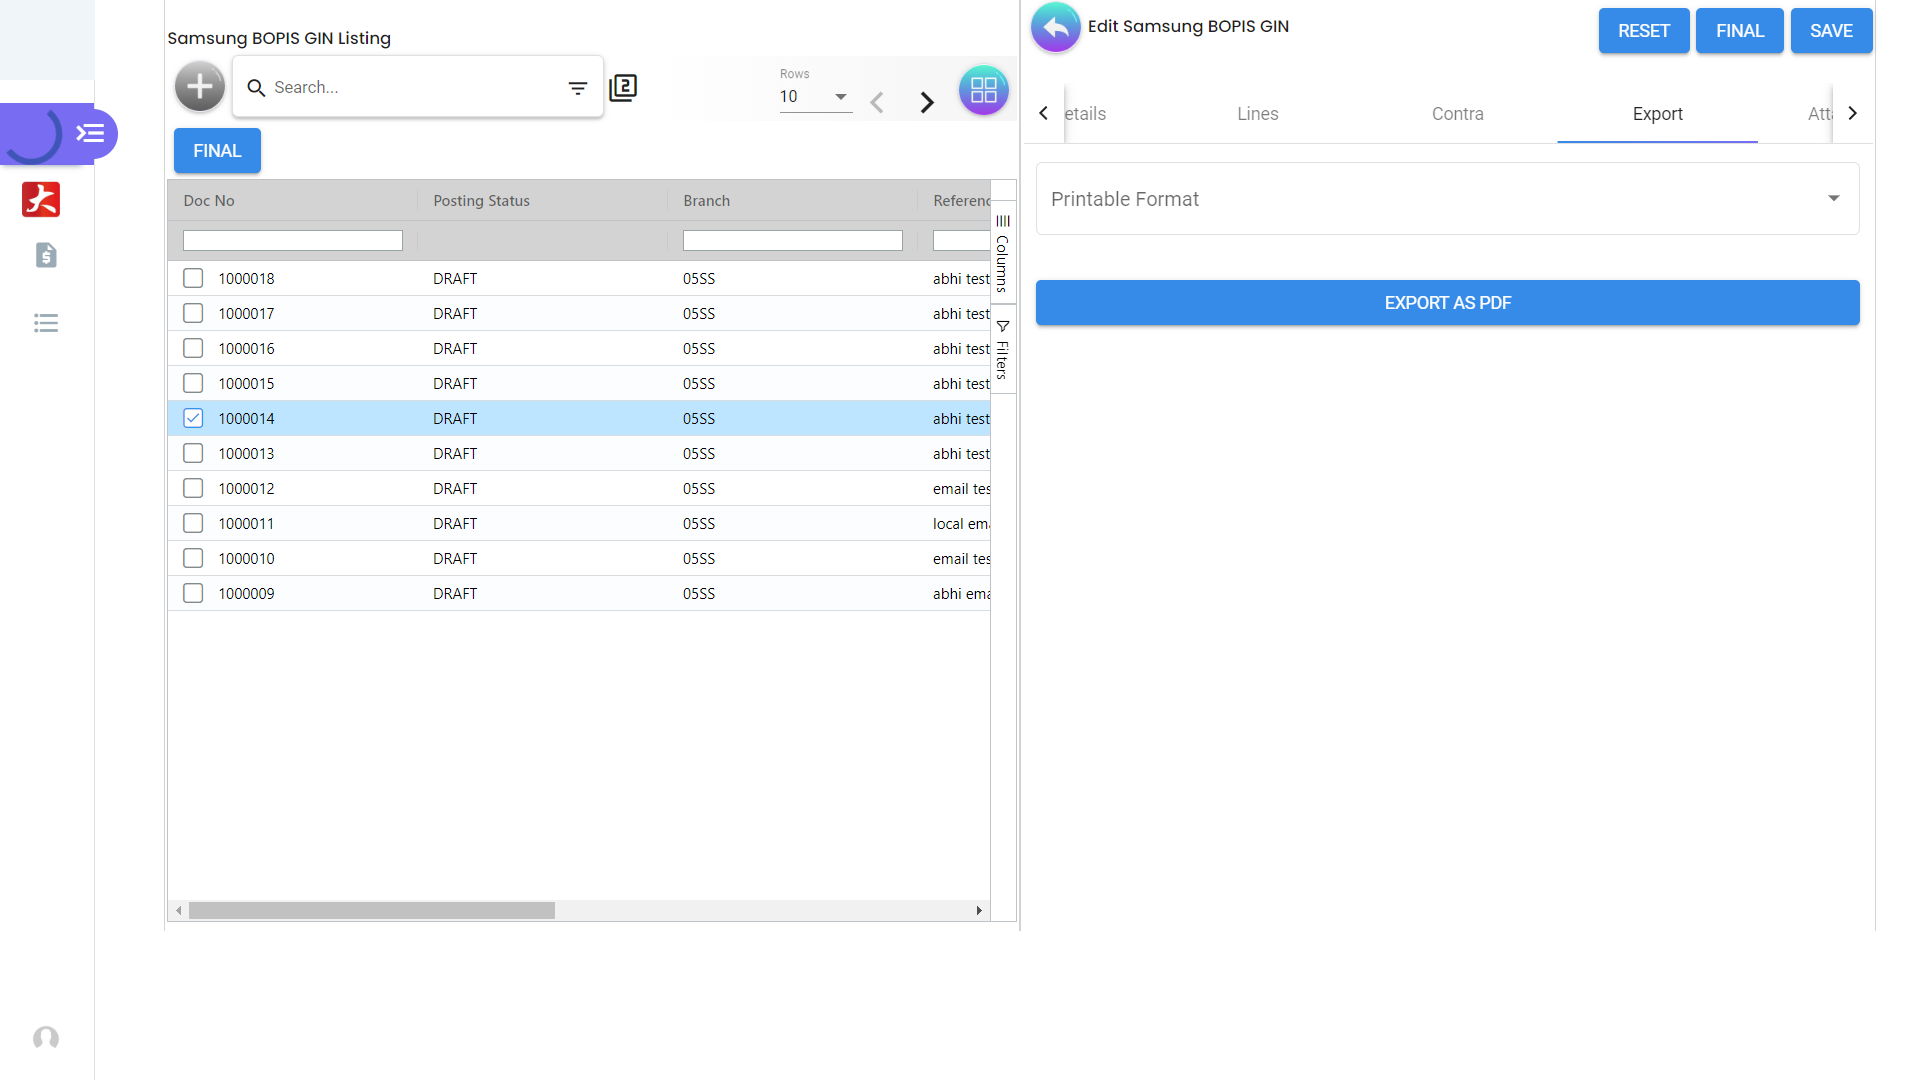 Samsung BOPIS GIN Listing
Search...
2
Rows
10
FINAL
Doc No Posting Status Branch Referenc
1000018 DRAFT 05SS abhi test
1000017 DRAFT 05SS abhi test
1000016 DRAFT 05SS abhi test
1000015 DRAFT 05SS abhi test
1000014 DRAFT 05SS abhi test
1000013 DRAFT 05SS abhi test
1000012 DRAFT 05SS email tes
1000011 DRAFT 05SS local ema
1000010 DRAFT 05SS email tes
1000009 DRAFT 05SS abhi ema
Columns
Filters
Edit Samsung BOPIS GIN
RESET FINAL SAVE
etails Lines Contra Export Atta
Printable Format
EXPORT AS PDF